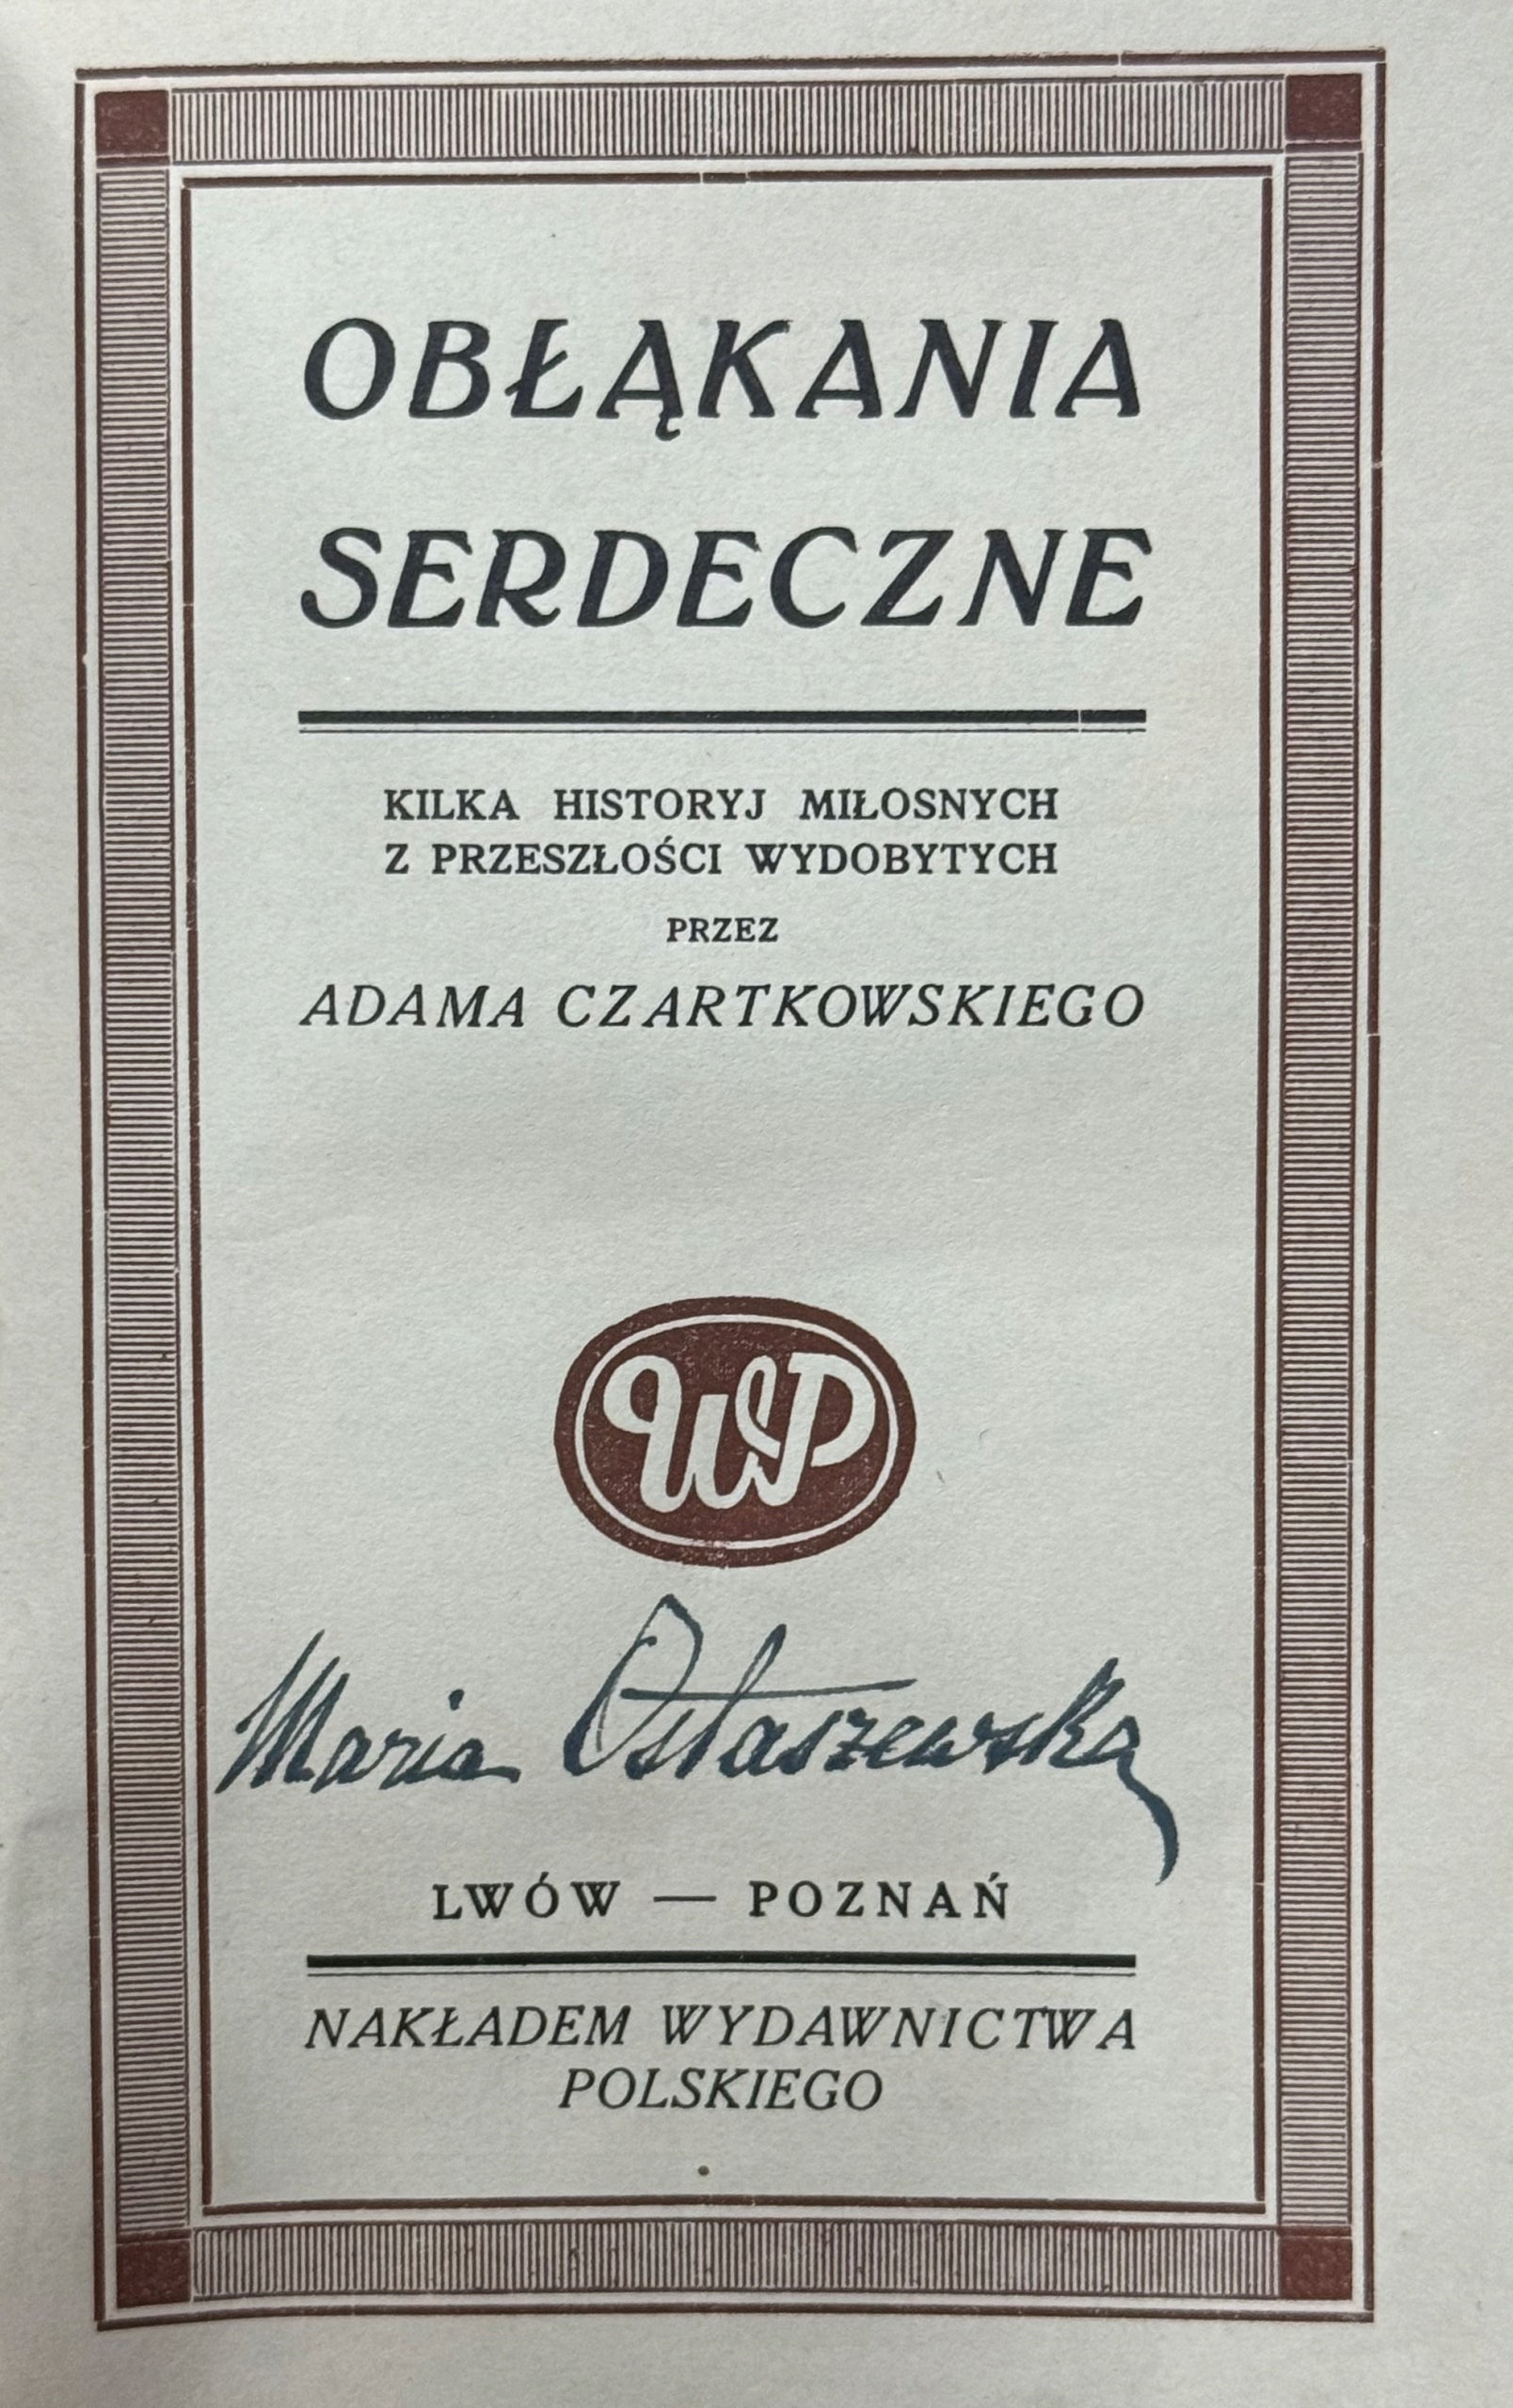 OBŁĄKANIA
SERDECZNE
KILKA HISTORYJ MIŁOSNYCH
Z PRZESZŁOŚCI WYDOBYTYCH
PRZEZ
ADAMA CZARTKOWSKIEGO
WP
Maria Ostaszewska
LWÓW — POZNAŃ
NAKŁADEM WYDAWNICTWA
POLSKIEGO